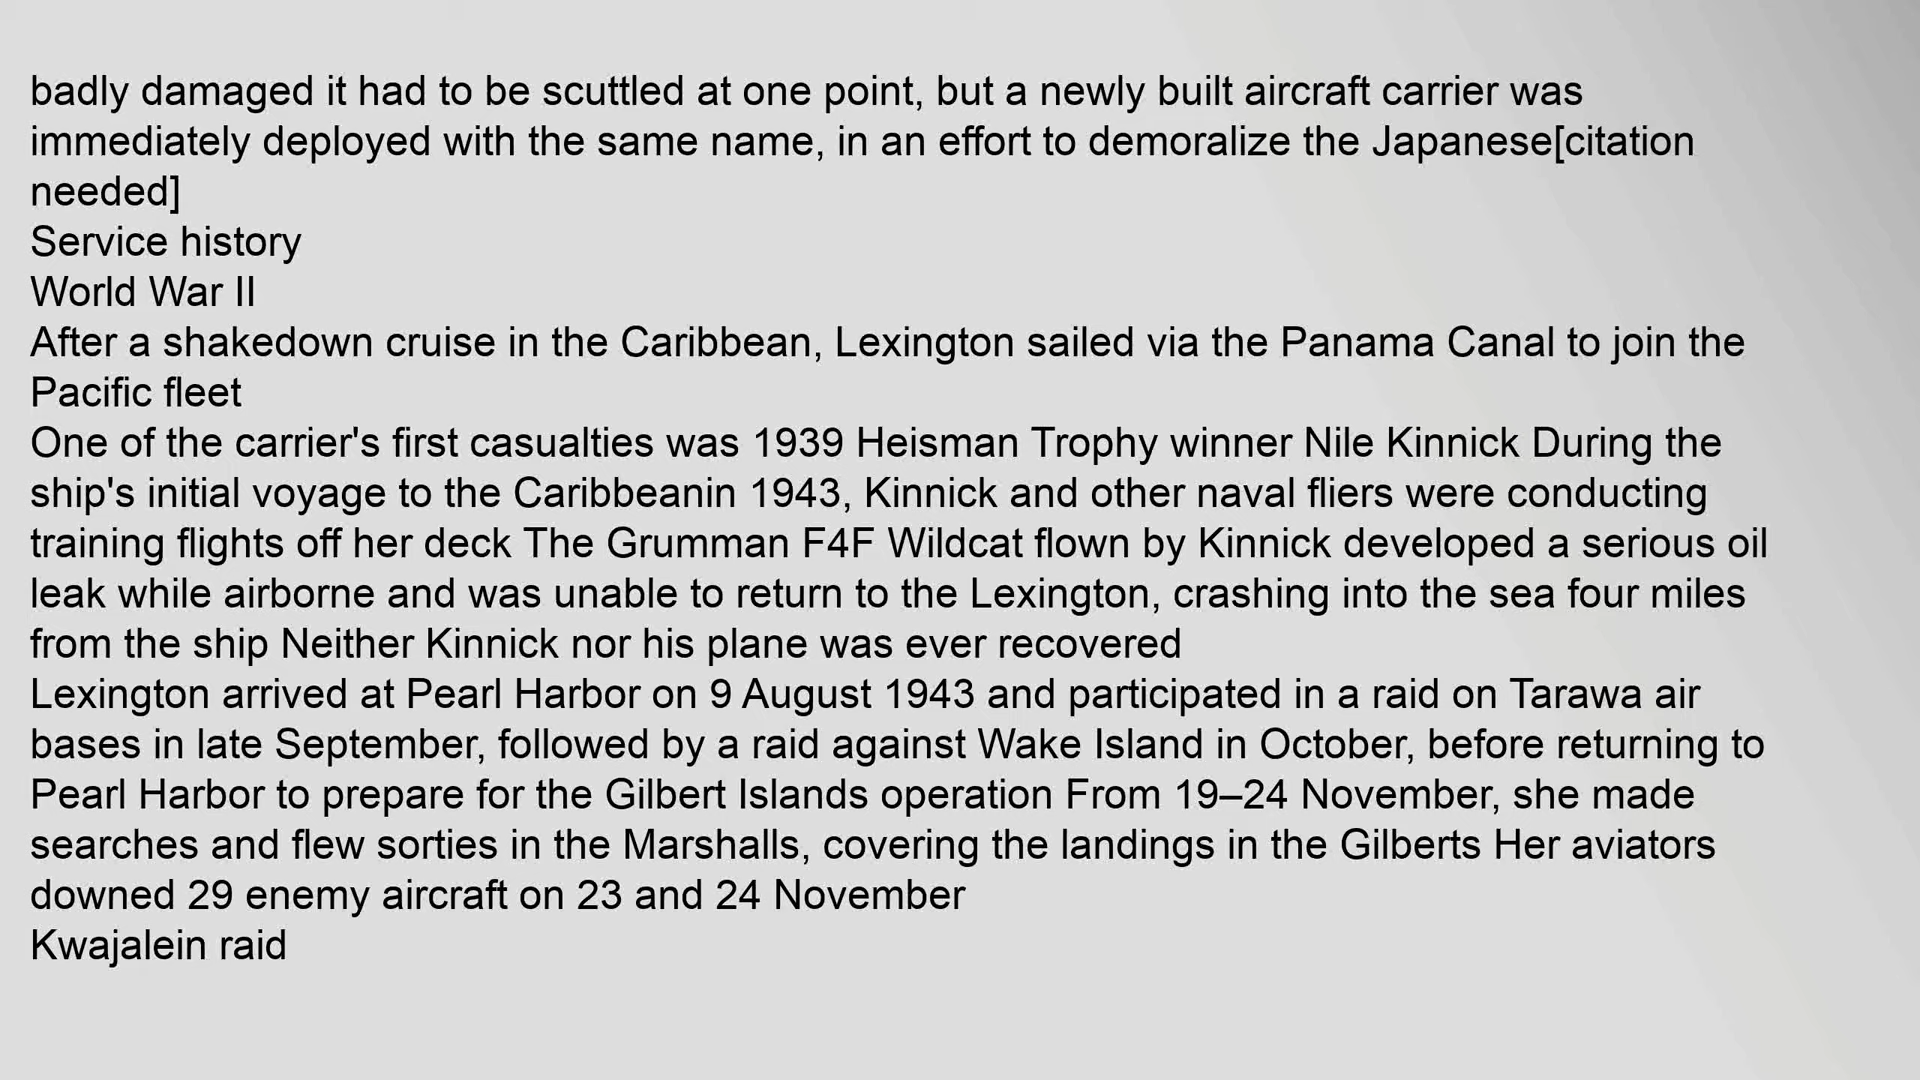 badly damaged it had to be scuttled at one point, but a newly built aircraft carrier was
immediately deployed with the same name, in an effort to demoralize the Japanese[citation
needed]
Service history
World War II
After a shakedown cruise in the Caribbean, Lexington sailed via the Panama Canal to join the
Pacific fleet
One of the carrier's first casualties was 1939 Heisman Trophy winner Nile Kinnick During the
ship's initial voyage to the Caribbeanin 1943, Kinnick and other naval fliers were conducting
training flights off her deck The Grumman F4F Wildcat flown by Kinnick developed a serious oil
leak while airborne and was unable to return to the Lexington, crashing into the sea four miles
from the ship Neither Kinnick nor his plane was ever recovered
Lexington arrived at Pearl Harbor on 9 August 1943 and participated in a raid on Tarawa air
bases in late September, followed by a raid against Wake Island in October, before returning to
Pearl Harbor to prepare for the Gilbert Islands operation From 19–24 November, she made
searches and flew sorties in the Marshalls, covering the landings in the Gilberts Her aviators
downed 29 enemy aircraft on 23 and 24 November
Kwajalein raid